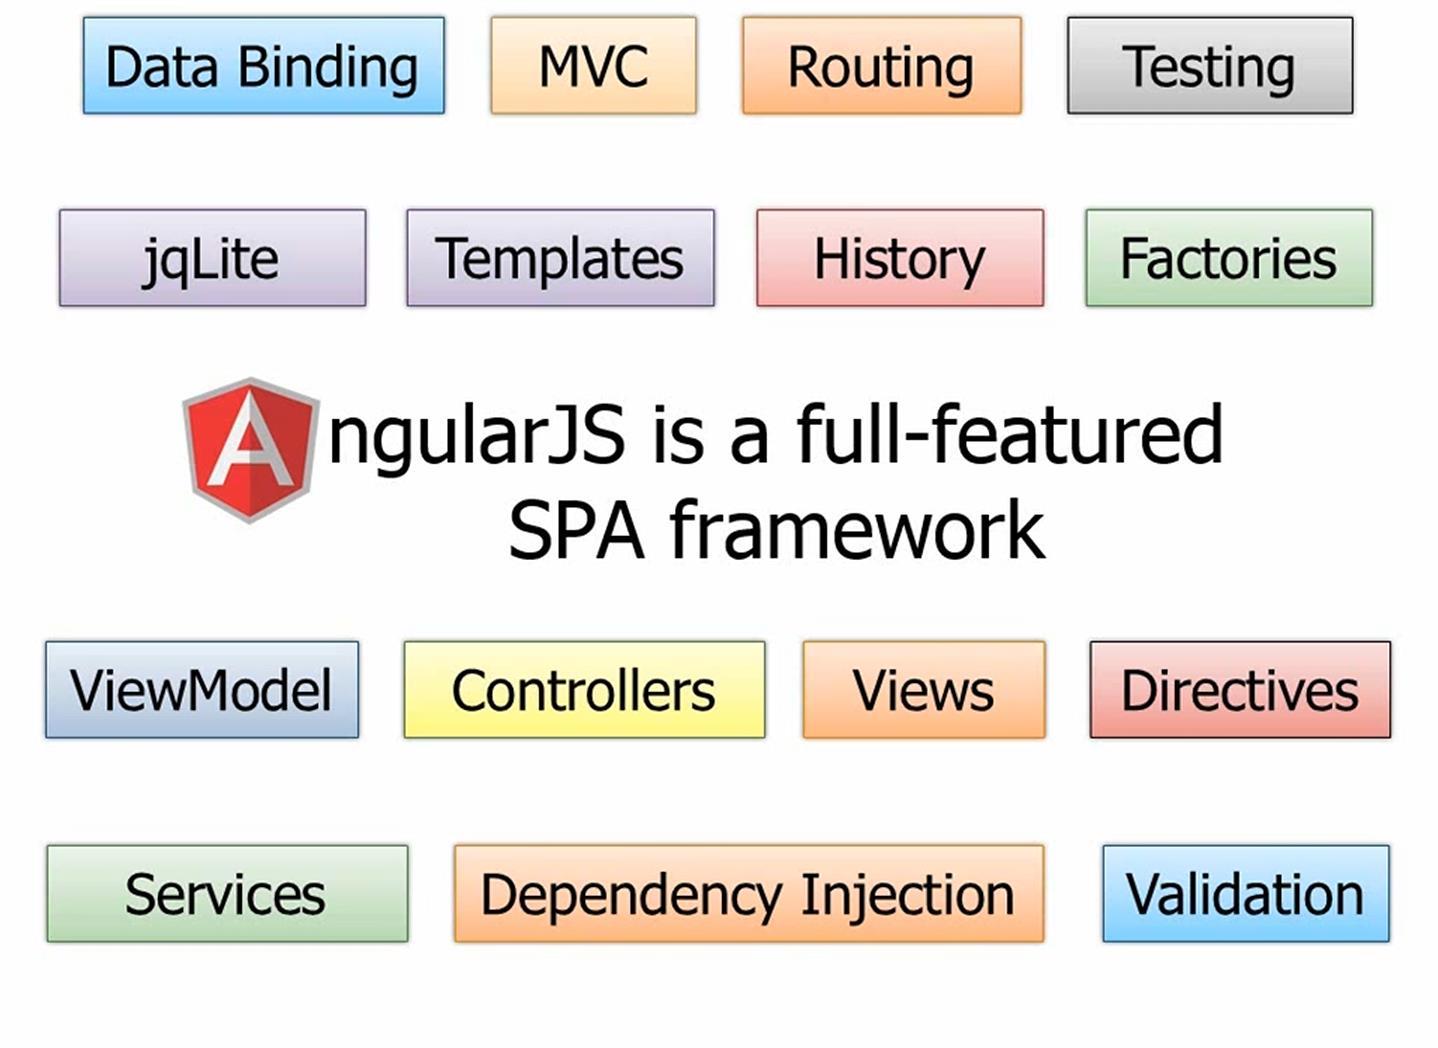 Data Binding MVC Routing Testing
jqLite Templates History Factories
AngularJS is a full-featured
SPA framework
ViewModel Controllers Views Directives
Services Dependency Injection Validation